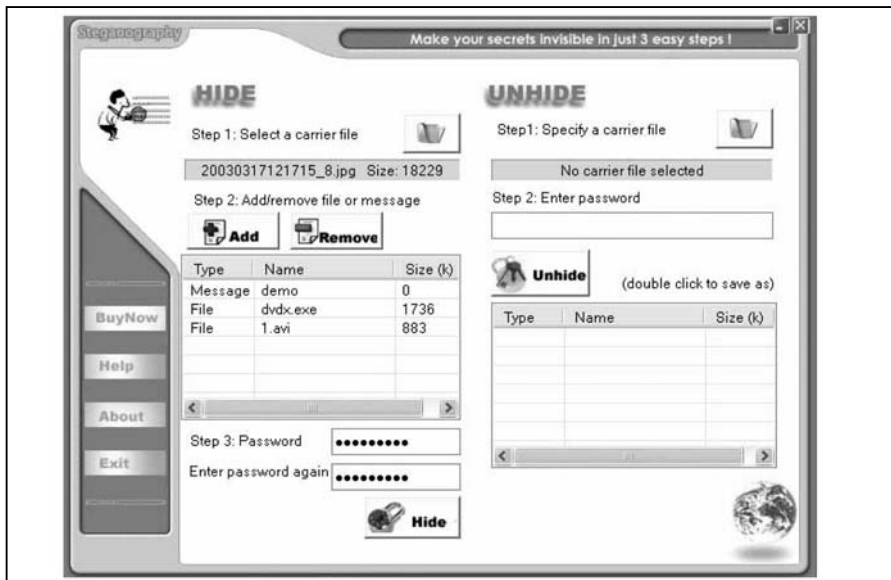 Steganography
Make your secrets invisible in just 3 easy steps !
HIDE
Step 1: Select a carrier file
20030317121715_8.jpg Size: 18229
Step 2: Add/remove file or message
Add
Remove
Type Name Size (k)
Message demo 0
File dvdx.exe 1736
File 1.avi 883
Step 3: Password
Enter password again
Hide
UNHIDE
Step1: Specify a carrier file
No carrier file selected
Step 2: Enter password
Unhide
(double click to save as)
Type Name Size (k)
BuyNow
Help
About
Exit